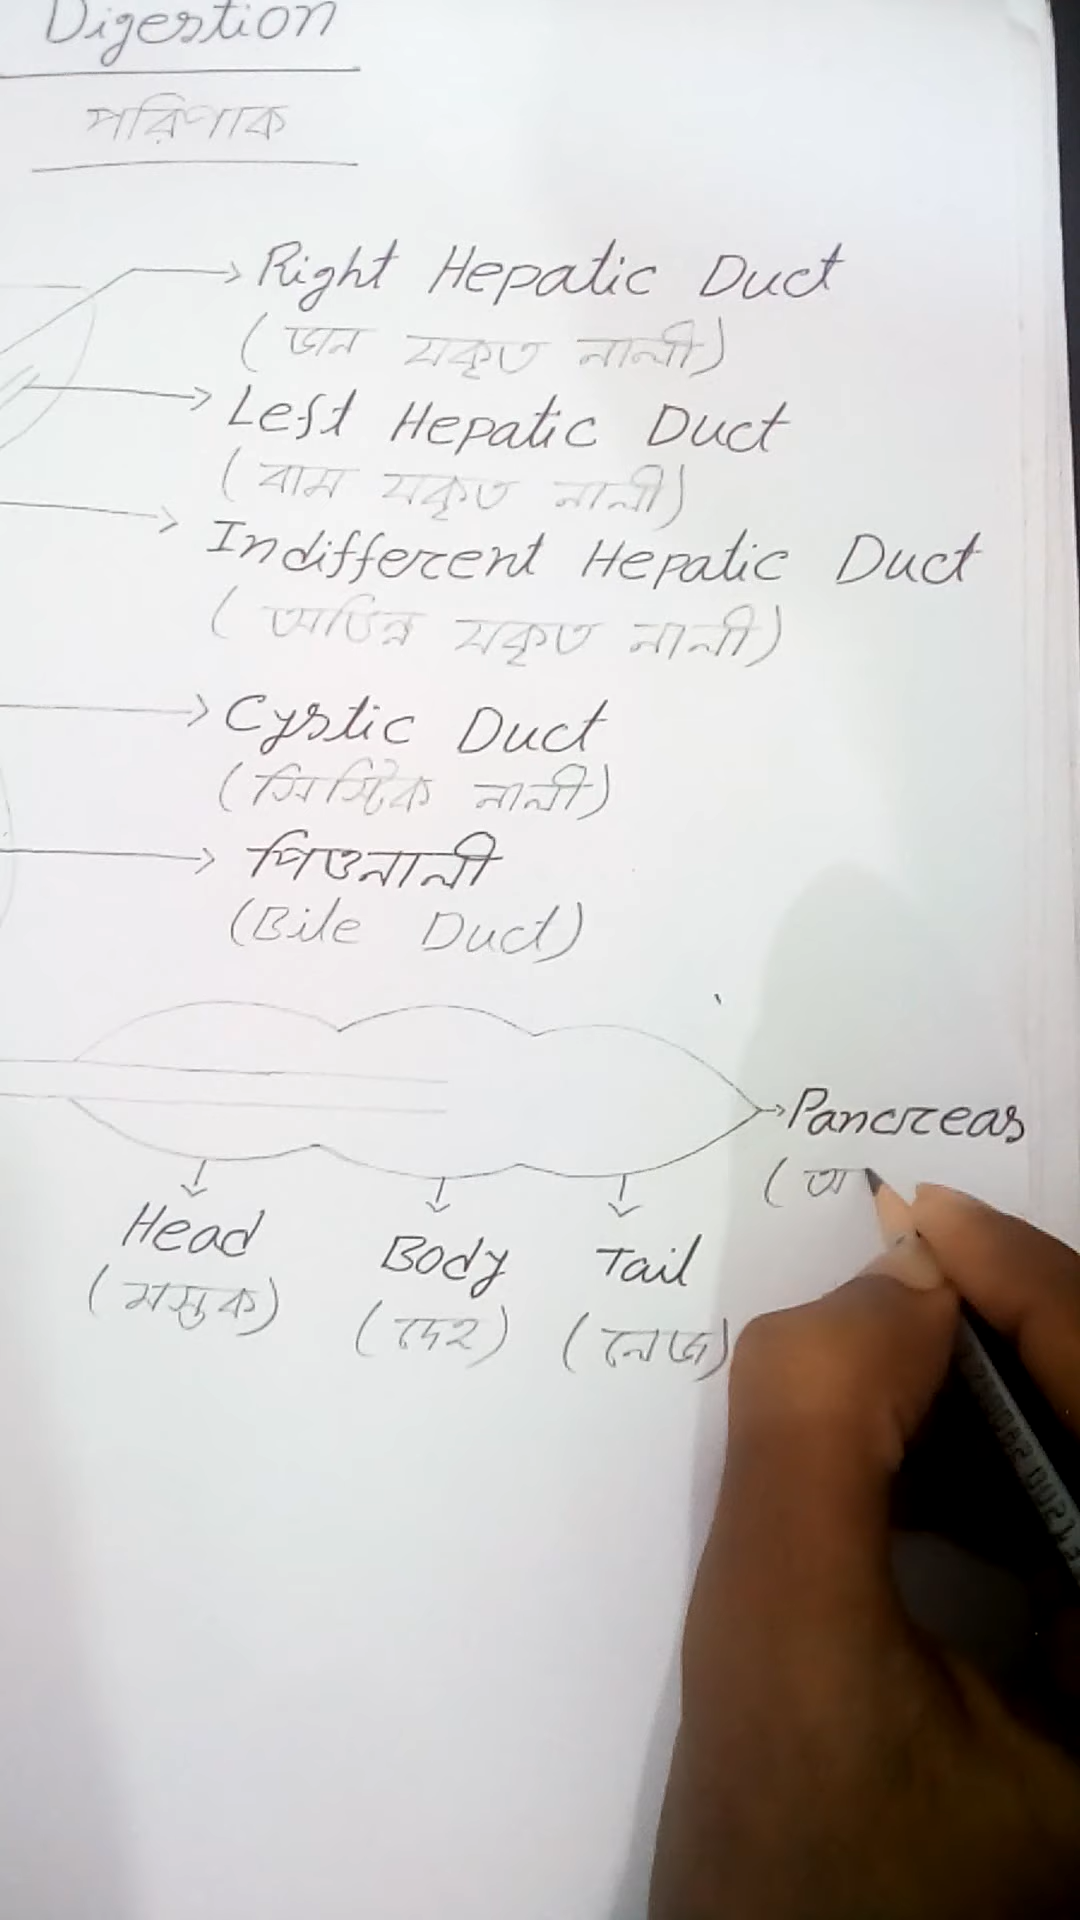 Digestion
পরিপাক
Right Hepatic Duct
(ডান যকৃত নালী)
Left Hepatic Duct
(বাম যকৃত নালী)
Indifferent Hepatic Duct
(অভিন্ন যকৃত নালী)
Cystic Duct
(সিস্টিক নালী)
পিত্তনালী
(Bile Duct)
Pancreas
(অ
Head
(মস্তক)
Body
(দেহ)
Tail
(লেজ)